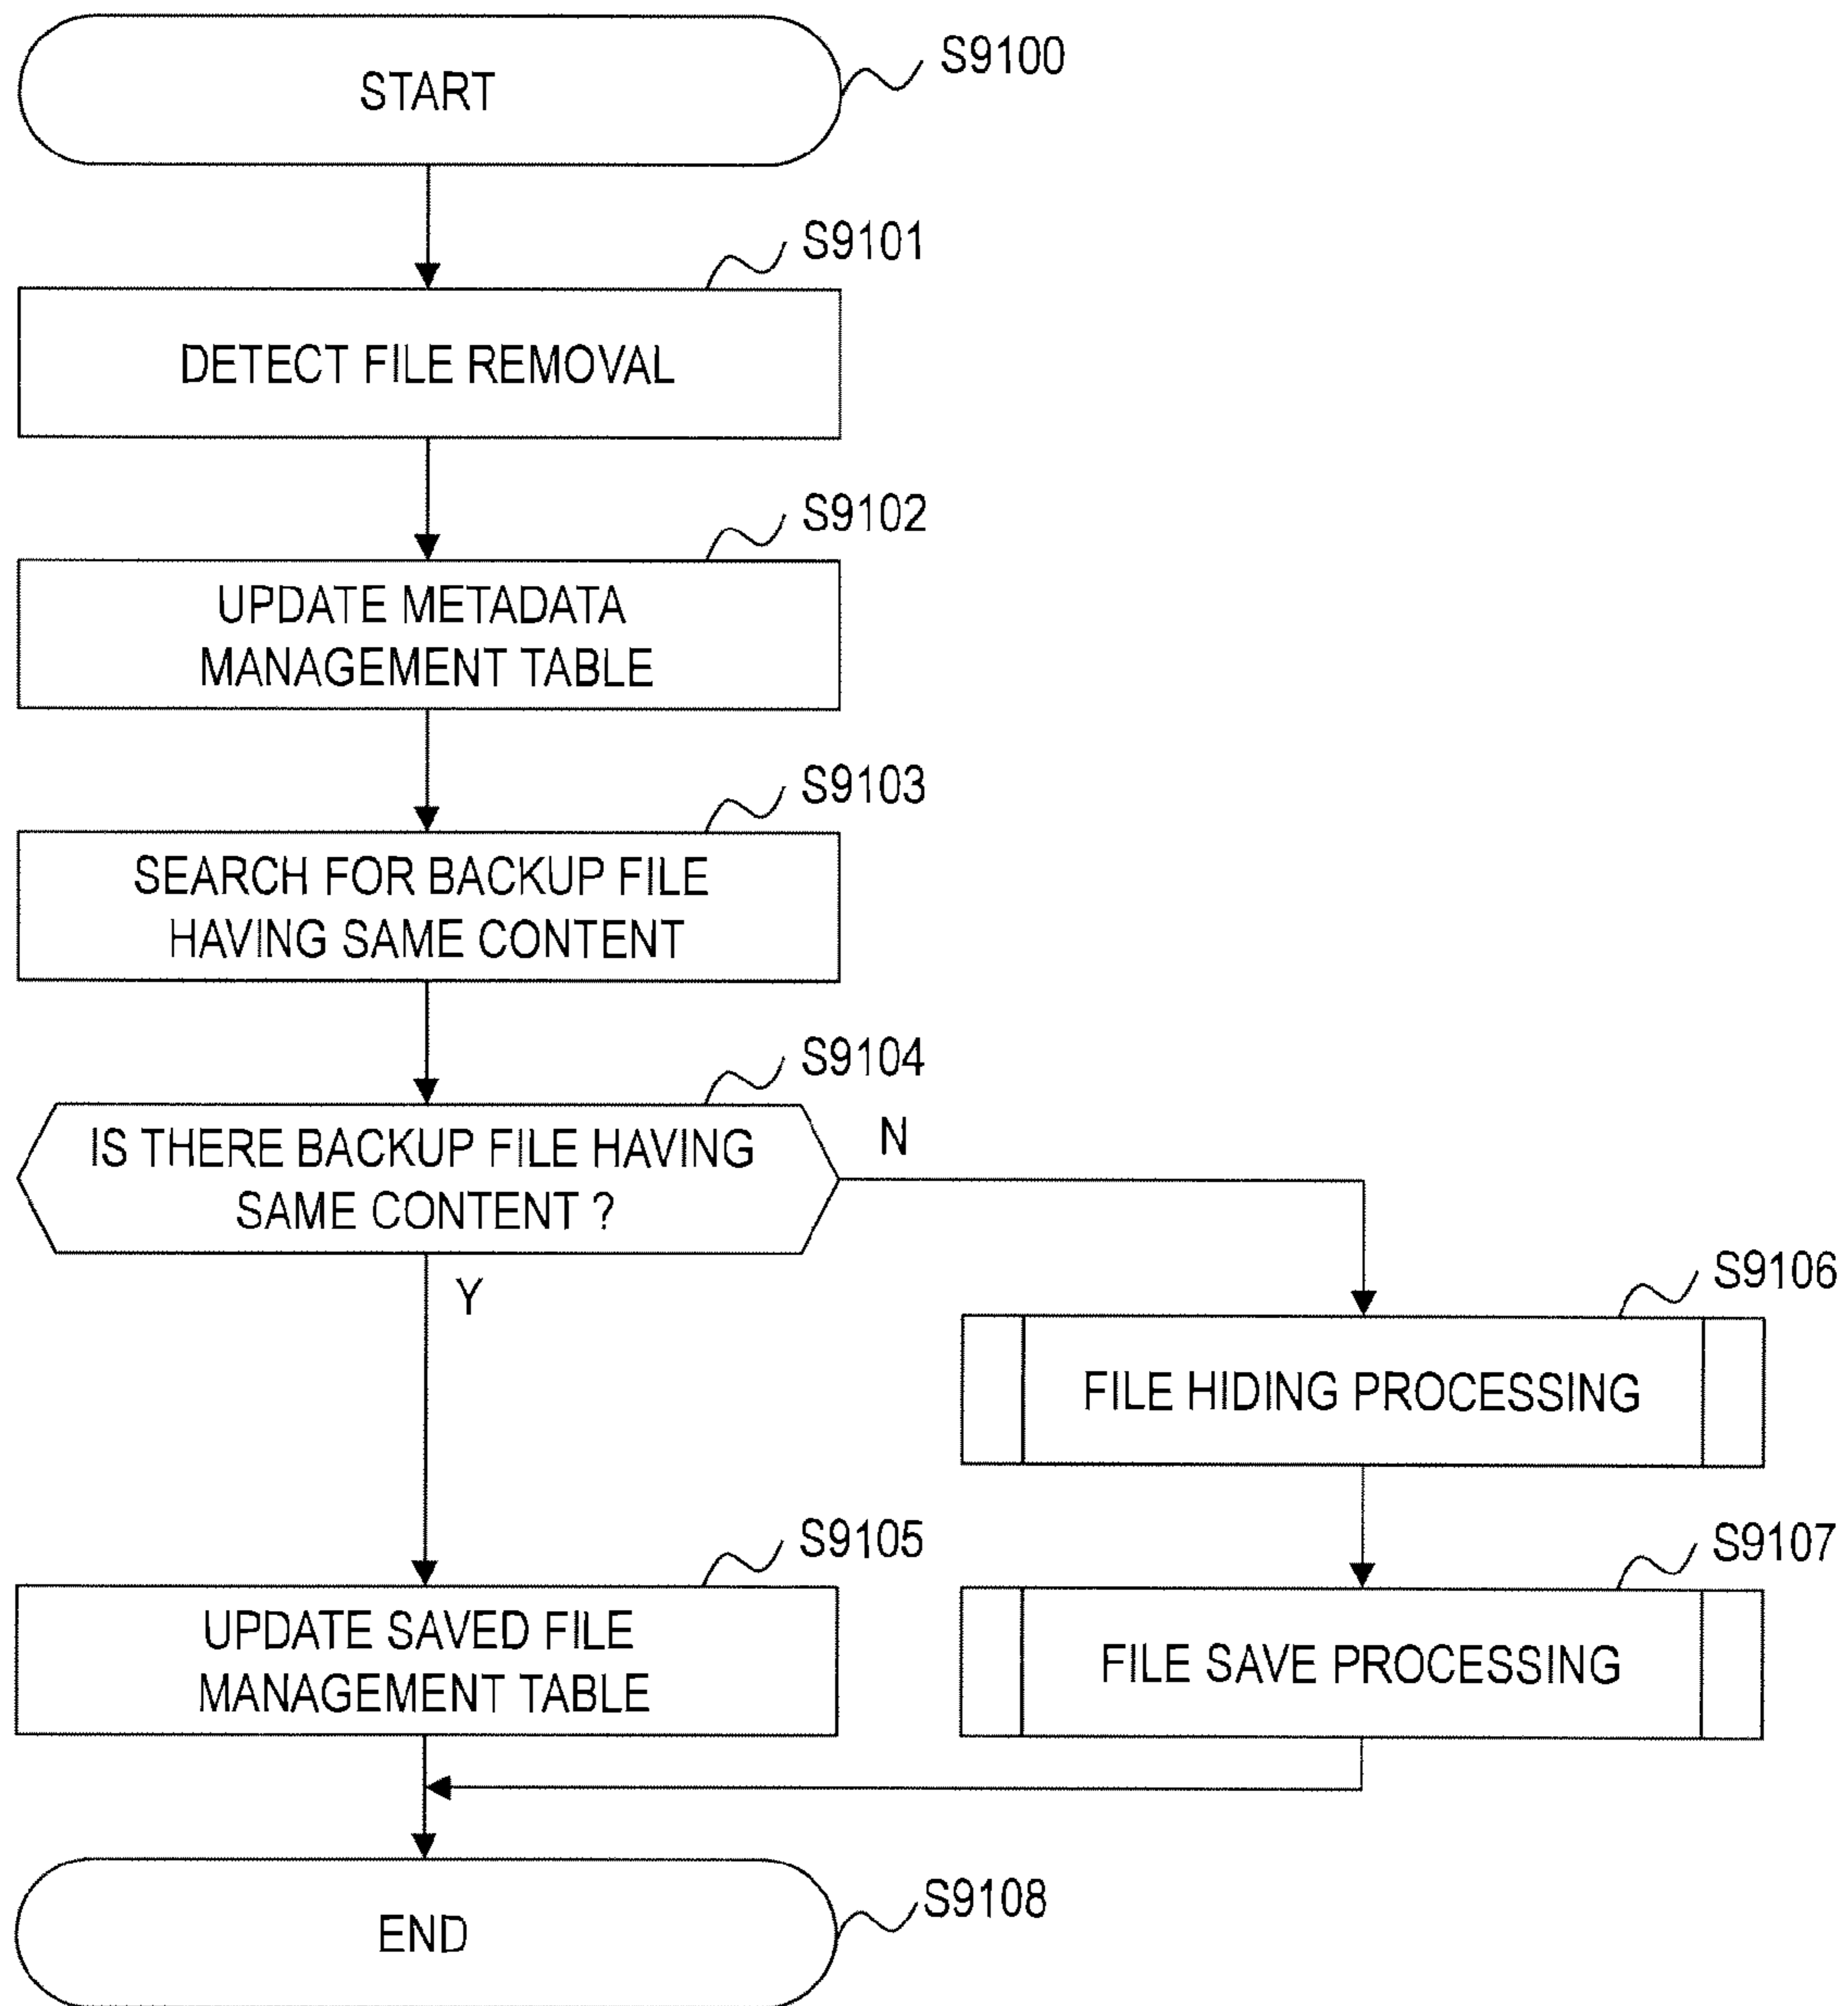 START
S9100
S9101
DETECT FILE REMOVAL
S9102
UPDATE METADATA
MANAGEMENT TABLE
S9103
SEARCH FOR BACKUP FILE
HAVING SAME CONTENT
S9104
IS THERE BACKUP FILE HAVING
SAME CONTENT ?
N
Y
S9106
FILE HIDING PROCESSING
S9105
UPDATE SAVED FILE
MANAGEMENT TABLE
S9107
FILE SAVE PROCESSING
END
S9108